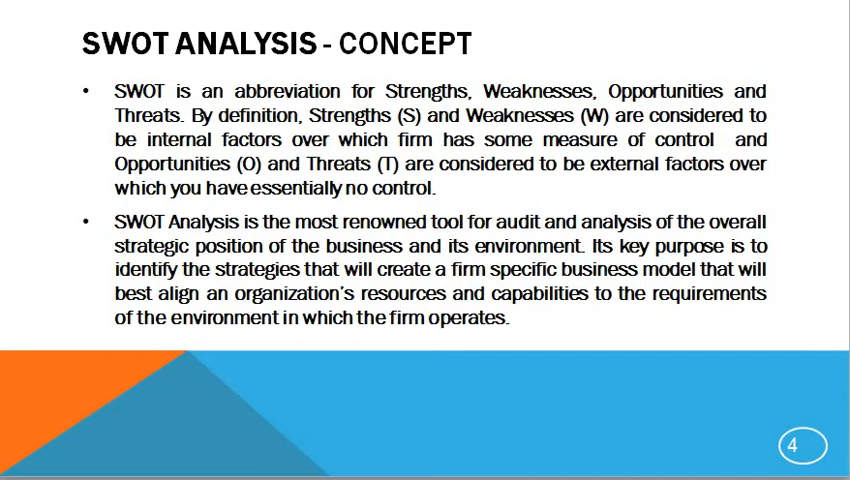 SWOT ANALYSIS - CONCEPT
• SWOT is an abbreviation for Strengths, Weaknesses, Opportunities and
Threats. By definition, Strengths (S) and Weaknesses (W) are considered to
be internal factors over which firm has some measure of control and
Opportunities (O) and Threats (T) are considered to be external factors over
which you have essentially no control.
• SWOT Analysis is the most renowned tool for audit and analysis of the overall
strategic position of the business and its environment. Its key purpose is to
identify the strategies that will create a firm specific business model that will
best align an organization's resources and capabilities to the requirements
of the environment in which the firm operates.
4